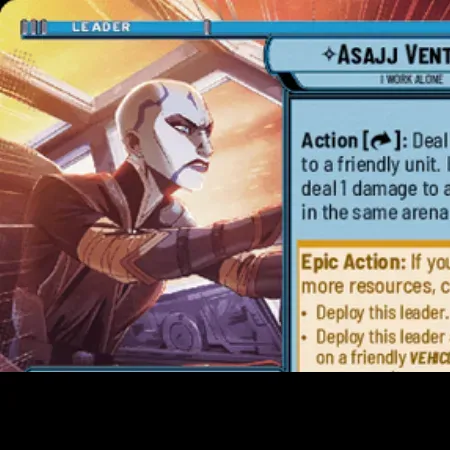 LEADER
ASAJJ VENT
I WORK ALONE
Action [ ]: Deal
to a friendly unit. I
deal 1 damage to a
in the same arena
Epic Action: If you
more resources, c
• Deploy this leader.
• Deploy this leader
on a friendly VEHIC